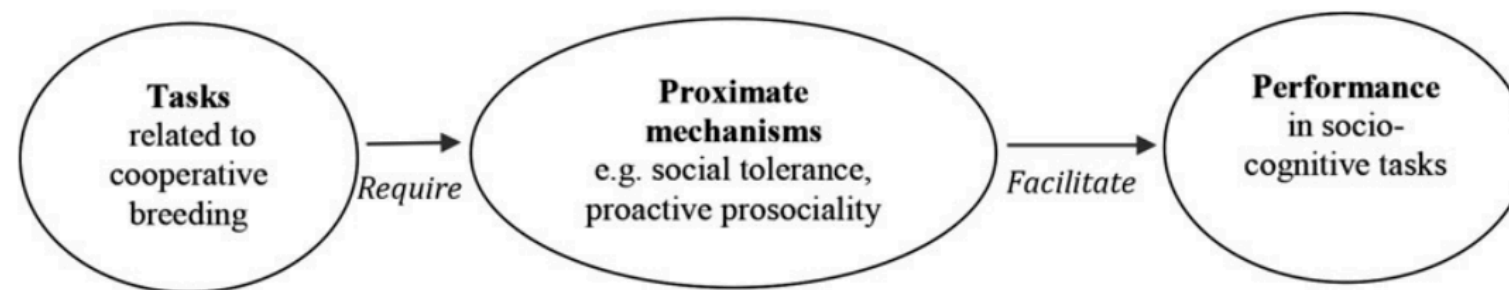 Tasks
related to
cooperative
breeding
Require
Proximate
mechanisms
e.g. social tolerance,
proactive prosociality
Facilitate
Performance
in socio-
cognitive tasks